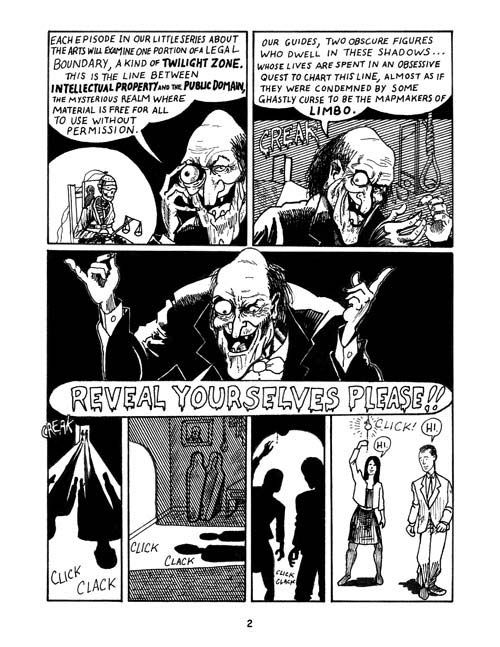 EACH EPISODE IN OUR LITTLE SERIES ABOUT
THE ARTS WILL EXAMINE ONE PORTION OF A LEGAL
BOUNDARY, A KIND OF TWILIGHT ZONE.
THIS IS THE LINE BETWEEN
INTELLECTUAL PROPERTY AND THE PUBLIC DOMAIN,
THE MYSTERIOUS REALM WHERE
MATERIAL IS FREE FOR ALL
TO USE WITHOUT
PERMISSION.
OUR GUIDES, TWO OBSCURE FIGURES
WHO DWELL IN THESE SHADOWS...
WHOSE LIVES ARE SPENT IN AN OBSESSIVE
QUEST TO CHART THIS LINE, ALMOST AS IF
THEY WERE CONDEMNED BY SOME
GHASTLY CURSE TO BE THE MAPMAKERS OF
LIMBO.
CREAK
REVEAL YOURSELVES PLEASE!!
CREAK
CLICK
CLACK
CLICK
CLACK
CLICK
CLACK
CLICK!
HI.
HI.
2